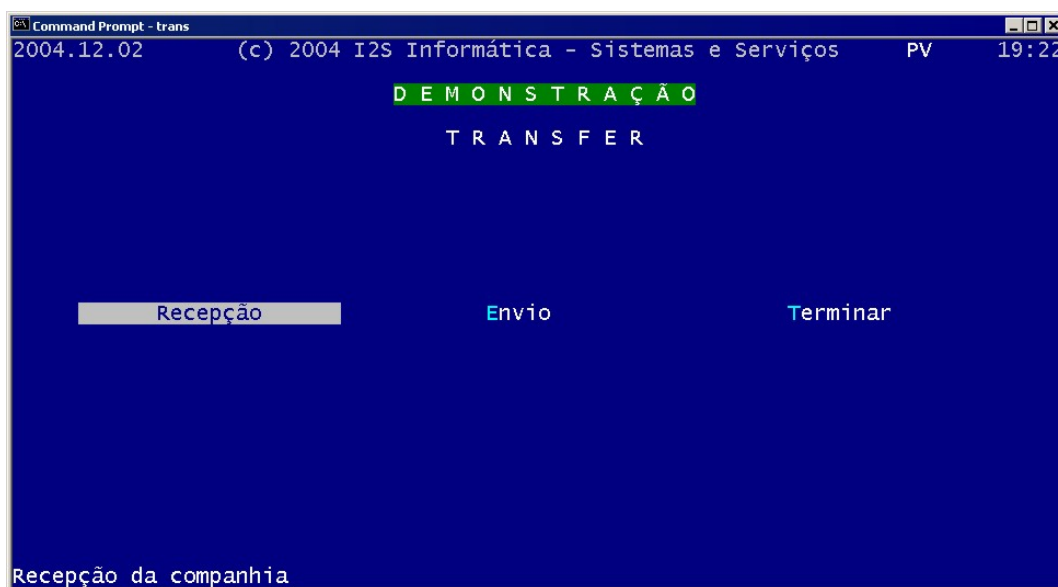 Command Prompt - trans
2004.12.02 (c) 2004 I2S Informática - Sistemas e Serviços PV 19:22
D E M O N S T R A Ç Ã O
T R A N S F E R
Recepção Envio Terminar
Recepção da companhia